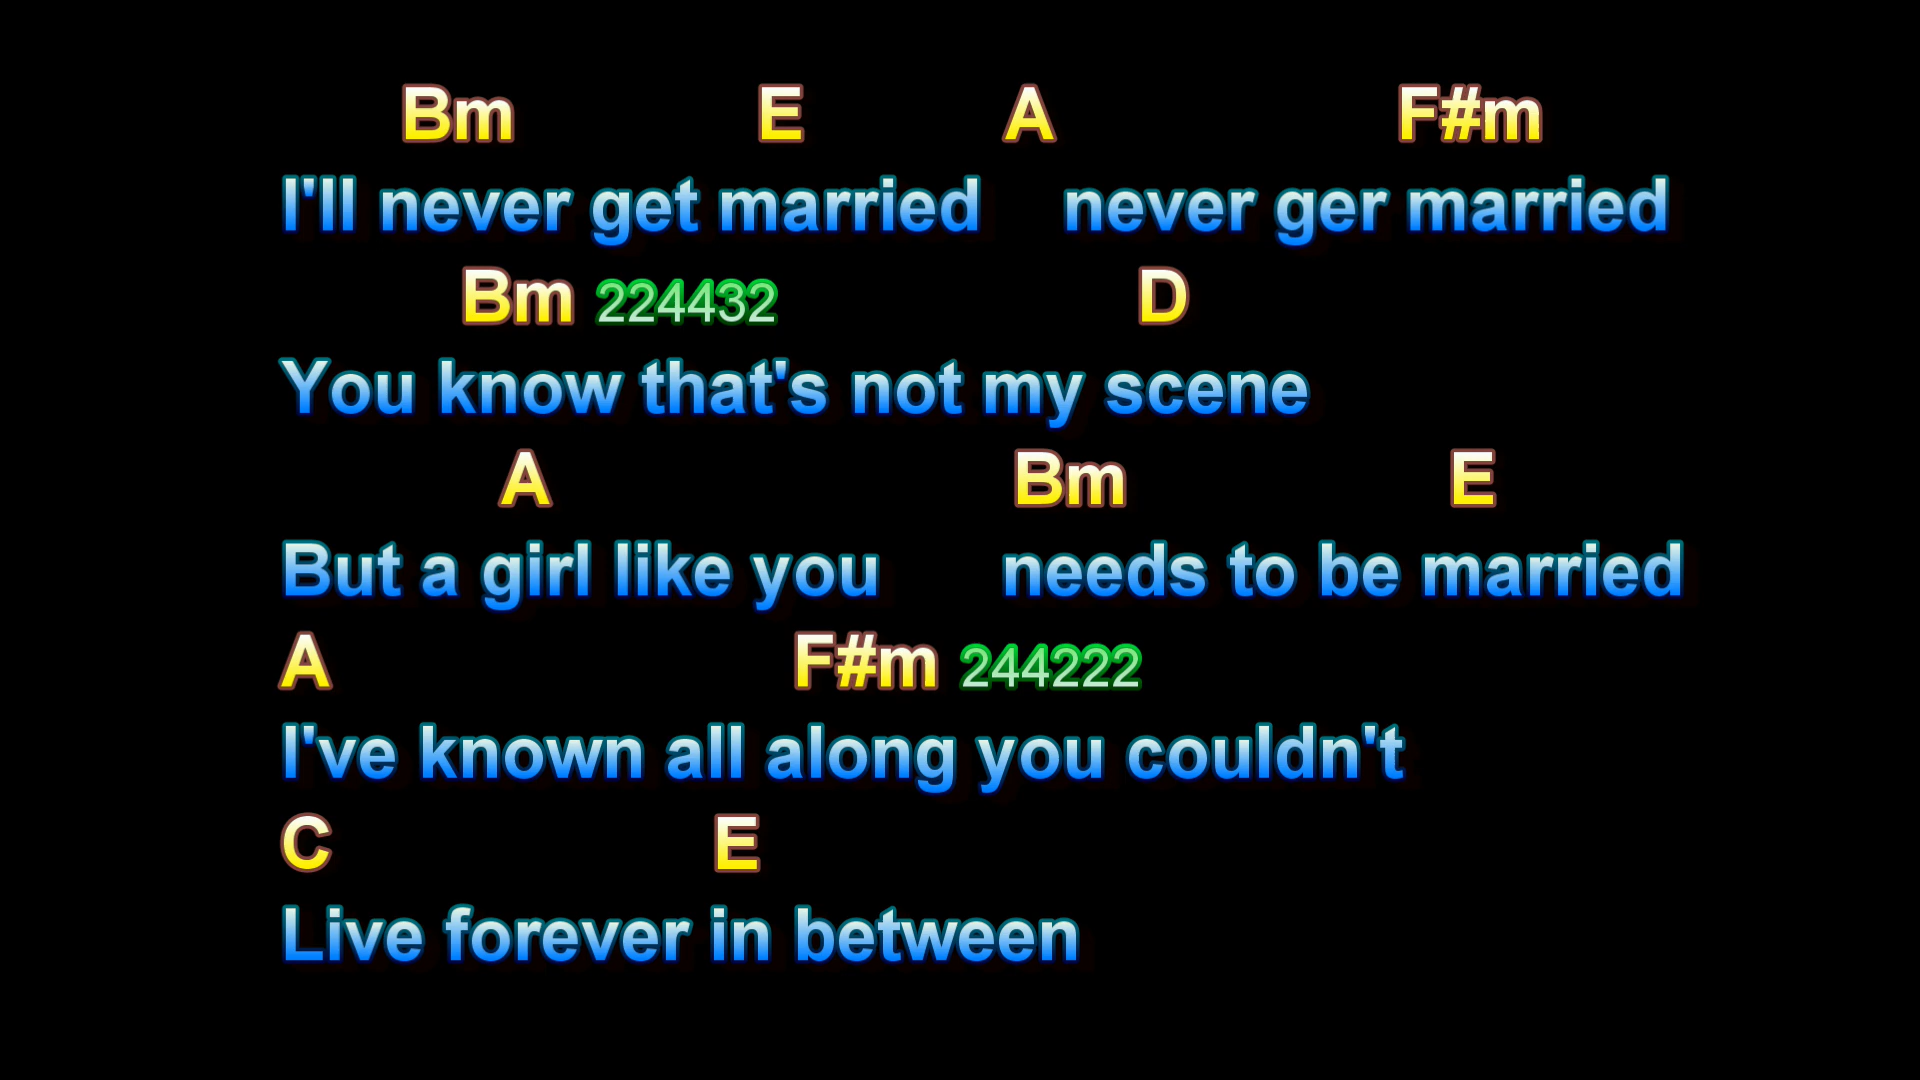 Bm E A F#m
I'll never get married never ger married
Bm 224432 D
You know that's not my scene
A Bm E
But a girl like you needs to be married
A F#m 244222
I've known all along you couldn't
C E
Live forever in between